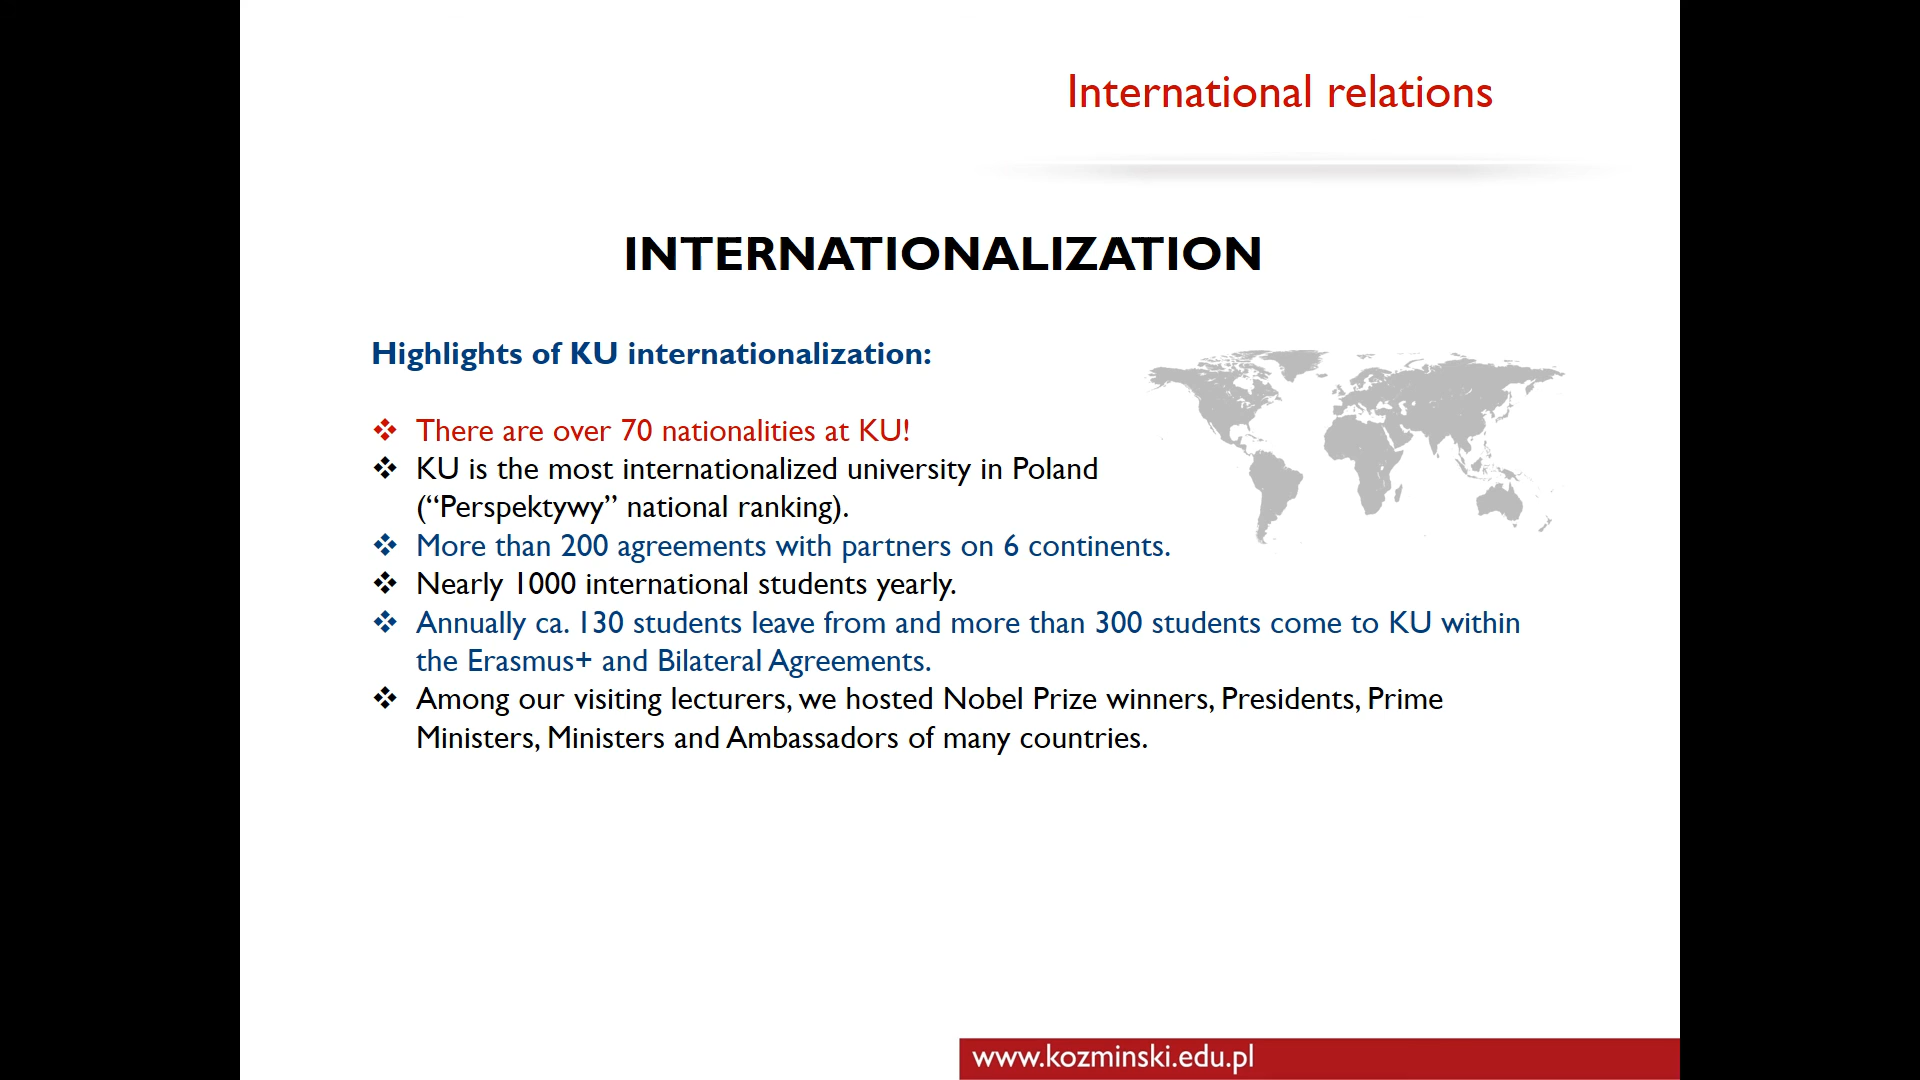 International relations
INTERNATIONALIZATION
Highlights of KU internationalization:
❖ There are over 70 nationalities at KU!
❖ KU is the most internationalized university in Poland
(“Perspektywy” national ranking).
❖ More than 200 agreements with partners on 6 continents.
❖ Nearly 1000 international students yearly.
❖ Annually ca. 130 students leave from and more than 300 students come to KU within
the Erasmus+ and Bilateral Agreements.
❖ Among our visiting lecturers, we hosted Nobel Prize winners, Presidents, Prime
Ministers, Ministers and Ambassadors of many countries.
www.kozminski.edu.pl